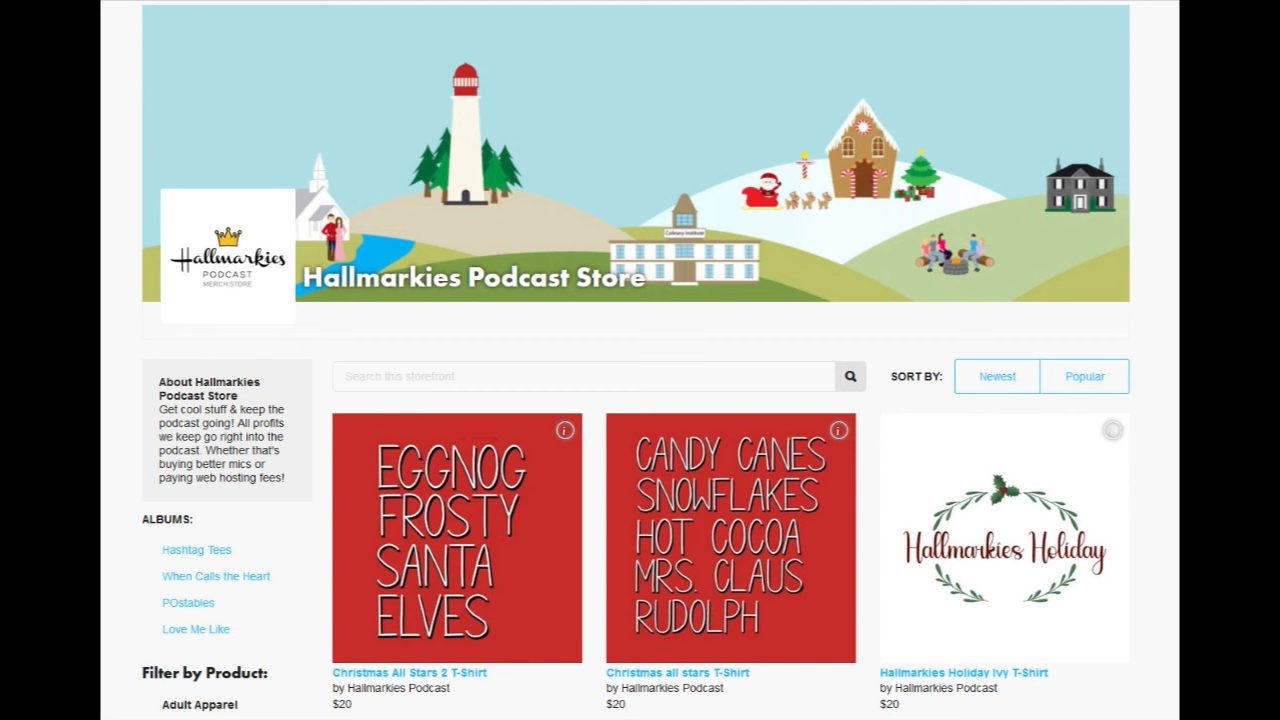 Culinary Institute
Hallmarkies
PODCAST
MERCH STORE
Hallmarkies Podcast Store
About Hallmarkies
Podcast Store
Get cool stuff & keep the
podcast going! All profits
we keep go right into the
podcast. Whether that's
buying better mics or
paying web hosting fees!
ALBUMS:
Hashtag Tees
When Calls the Heart
POstables
Love Me Like
Filter by Product:
Adult Apparel
Search this storefront
SORT BY:
Newest
Popular
EGGNOG
FROSTY
SANTA
ELVES
Christmas All Stars 2 T-Shirt
by Hallmarkies Podcast
$20
CANDY CANES
SNOWFLAKES
HOT COCOA
MRS. CLAUS
RUDOLPH
Christmas all stars T-Shirt
by Hallmarkies Podcast
$20
Hallmarkies Holiday
Hallmarkies Holiday Ivy T-Shirt
by Hallmarkies Podcast
$20